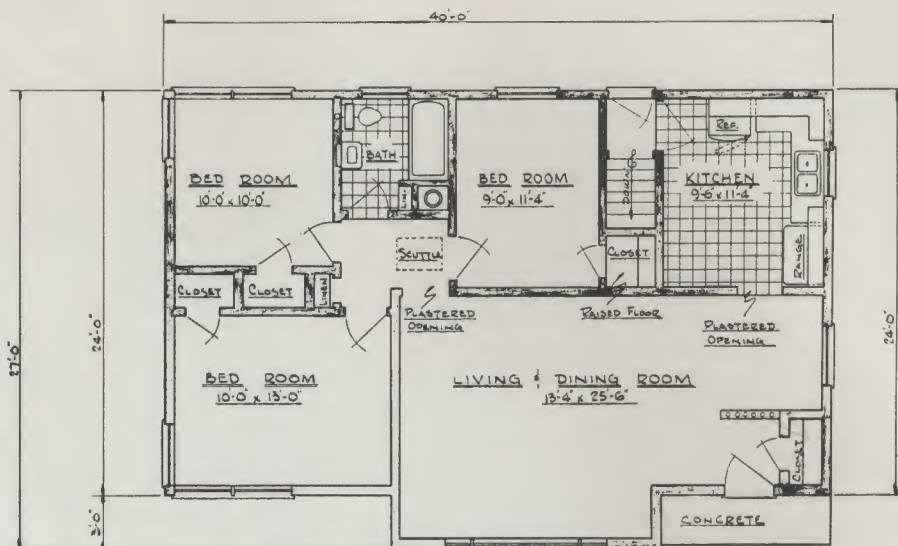 40'-0"
BED ROOM
10'-0" x 10'-0"
BATH
LINEN
BED ROOM
9'-0" x 11'-4"
DOWN 6
REF.
KITCHEN
9'-6" x 11'-4"
RANGE
SCUTTLE
CLOSET
CLOSET
CLOSET
LINEN
PLASTERED
OPENING
RAISED FLOOR
PLASTERED
OPENING
27'-0"
24'-0"
24'-0"
BED ROOM
10'-0" x 13'-0"
LIVING & DINING ROOM
13'-4" x 25'-6"
CLOSET
3'-0"
CONCRETE